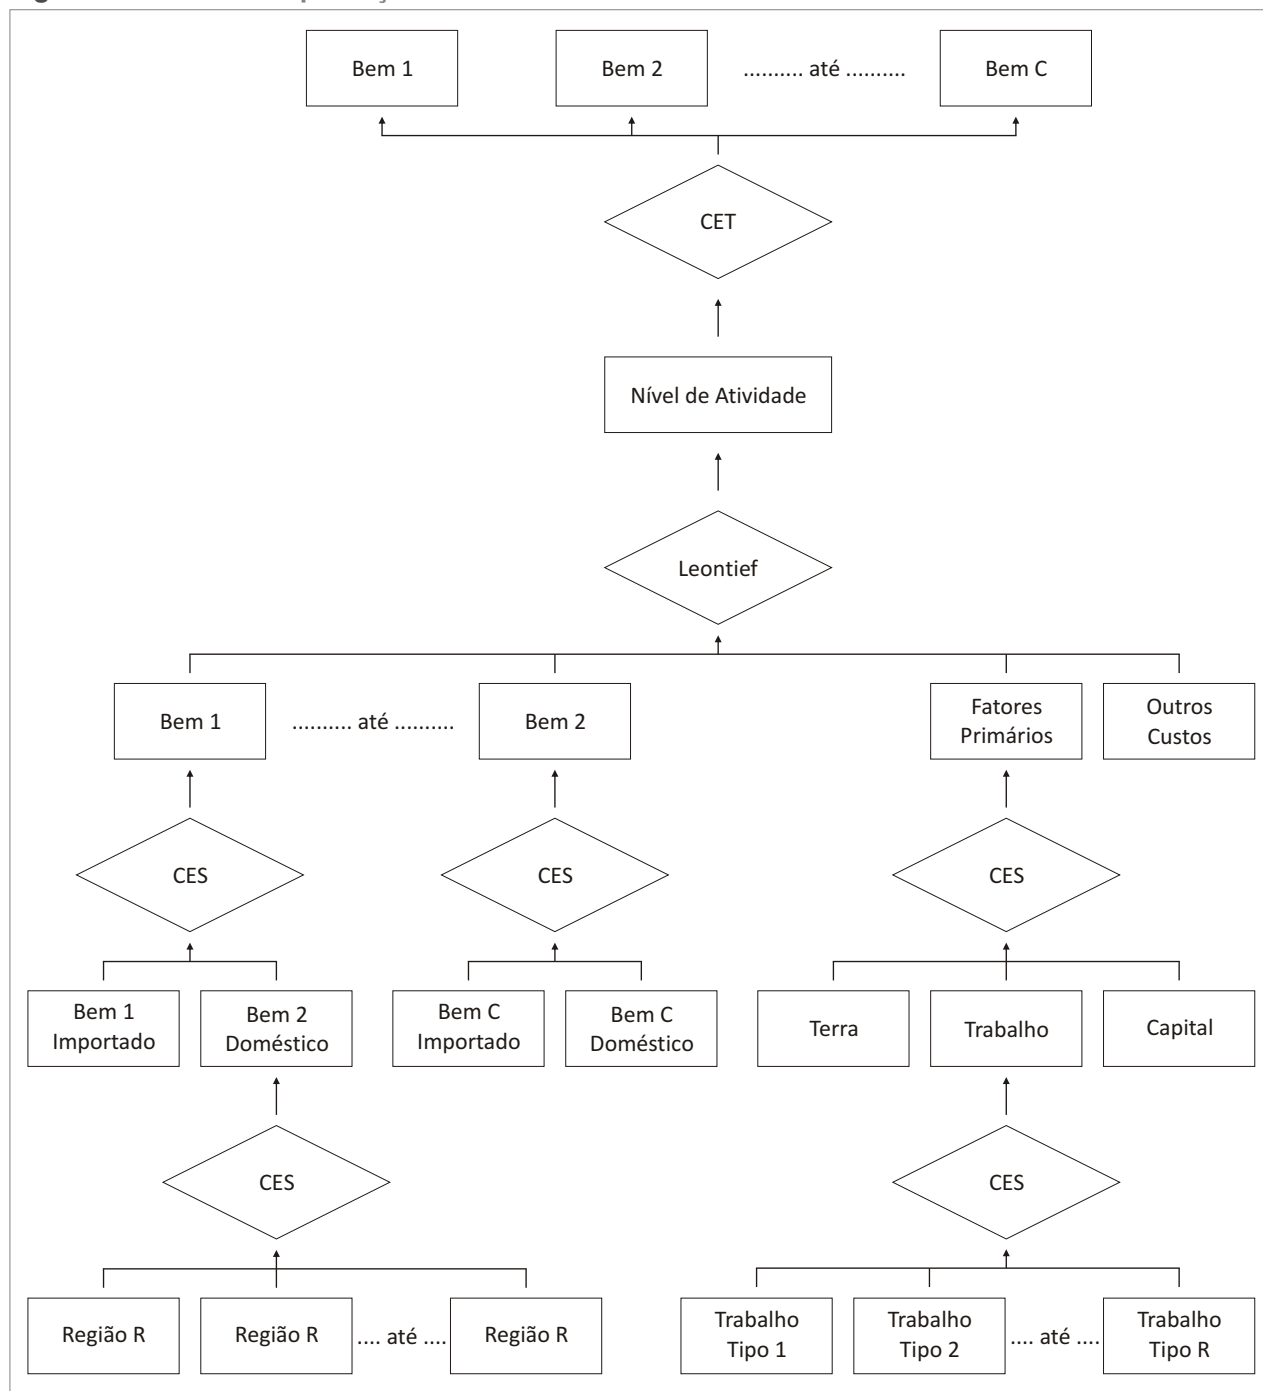 Bem 1
Bem 2
.......... até ..........
Bem C
CET
Nível de Atividade
Leontief
Bem 1
.......... até ..........
Bem 2
Fatores
Primários
Outros
Custos
CES
CES
CES
Bem 1
Importado
Bem 2
Doméstico
Bem C
Importado
Bem C
Doméstico
Terra
Trabalho
Capital
CES
CES
Região R
Região R
.... até ....
Região R
Trabalho
Tipo 1
Trabalho
Tipo 2
.... até ....
Trabalho
Tipo R